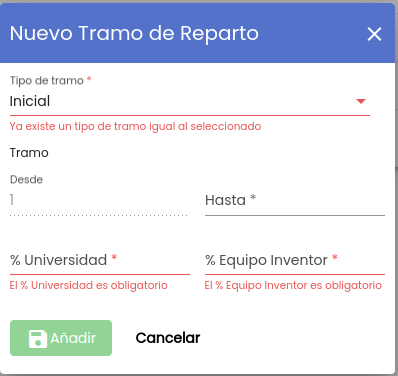 Nuevo Tramo de Reparto
Tipo de tramo *
Inicial
Ya existe un tipo de tramo igual al seleccionado
Tramo
Desde
1
Hasta *
% Universidad *
% Equipo Inventor *
El % Universidad es obligatorio
El % Equipo Inventor es obligatorio
Añadir
Cancelar